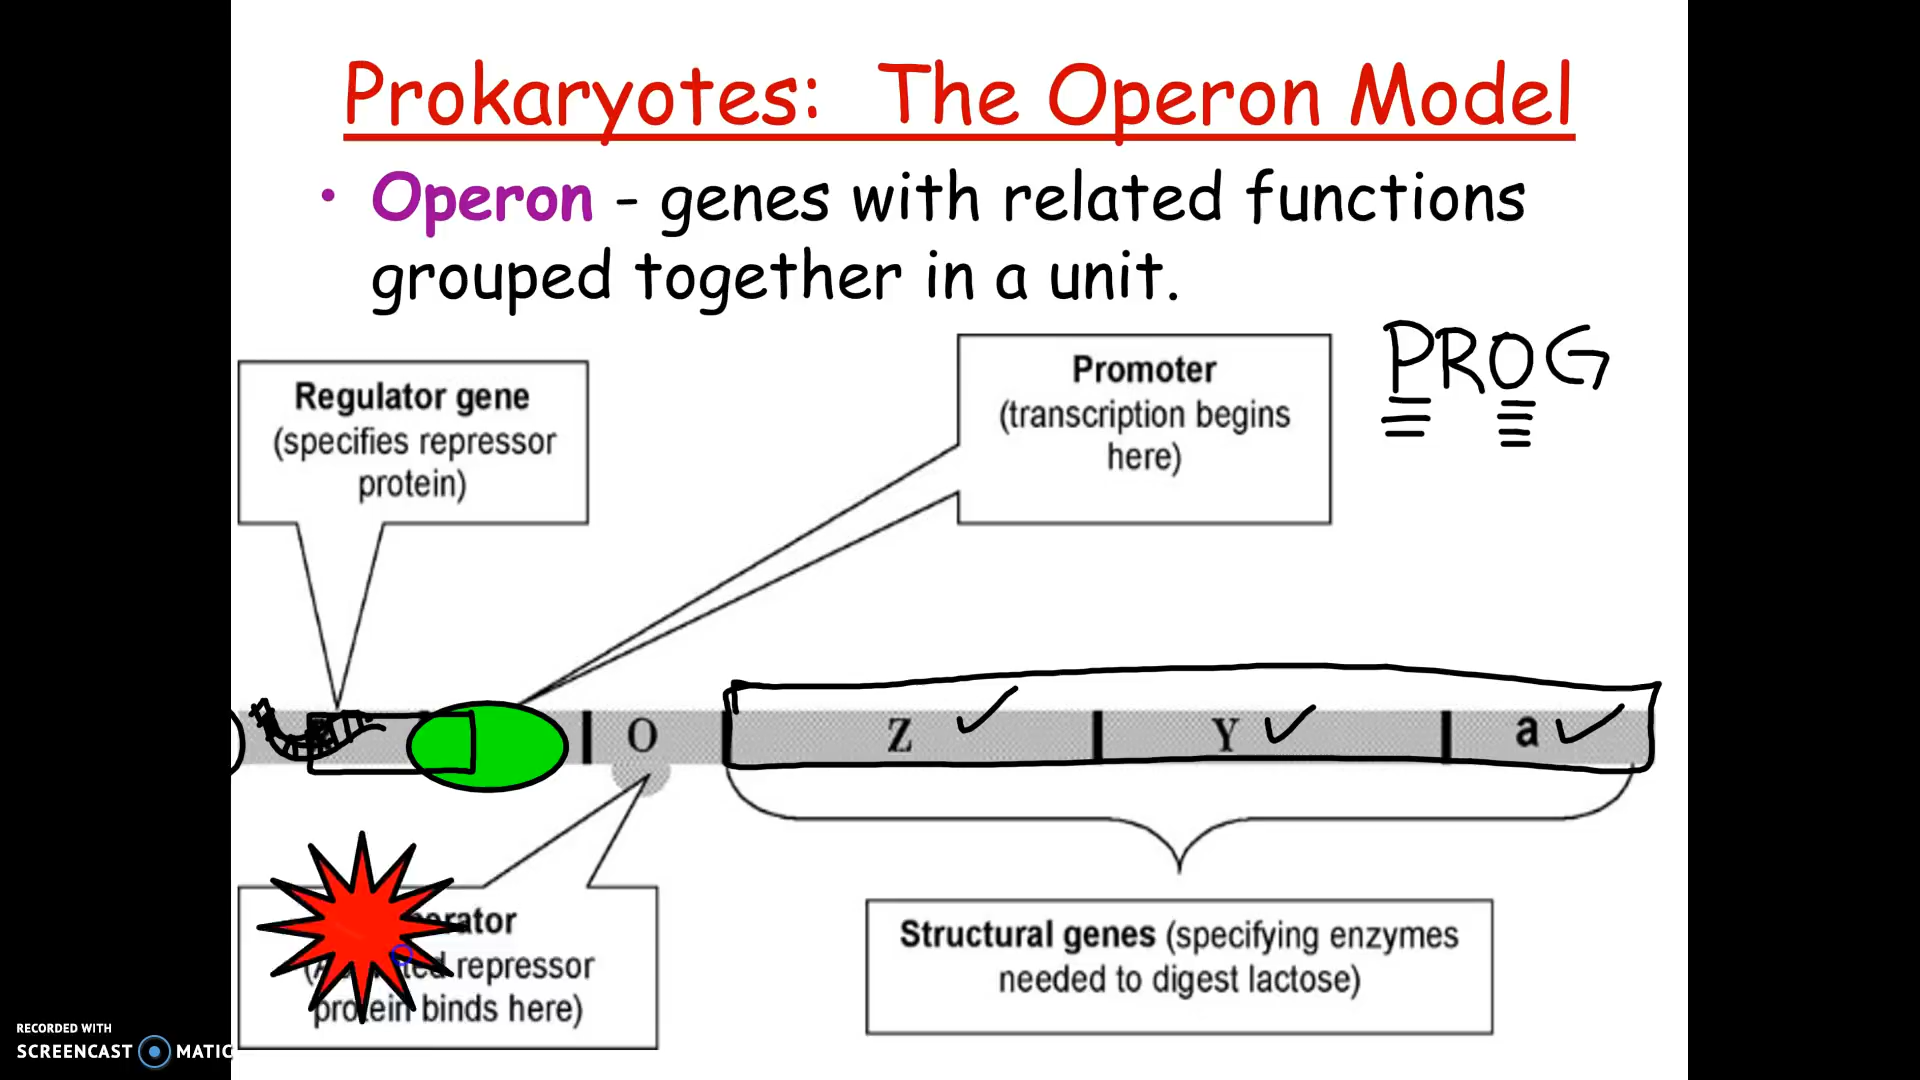 Prokaryotes: The Operon Model
• Operon - genes with related functions
grouped together in a unit.
PROG
Regulator gene
(specifies repressor
protein)
Promoter
(transcription begins
here)
O
Z
Y
a
repressor
protein binds here)
Structural genes (specifying enzymes
needed to digest lactose)
RECORDED WITH
SCREENCAST MATIC